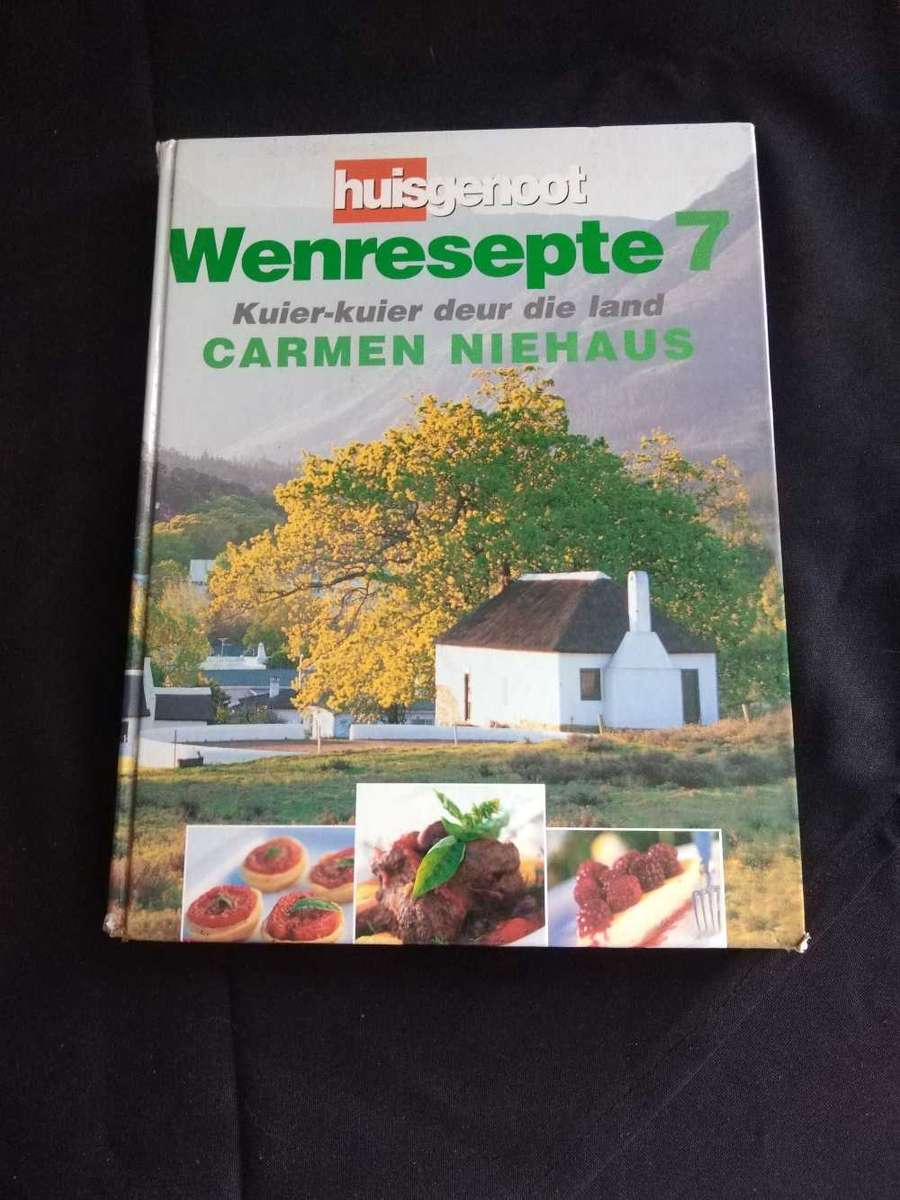 huisgenoot
Wenresepte 7
Kuier-kuier deur die land
CARMEN NIEHAUS